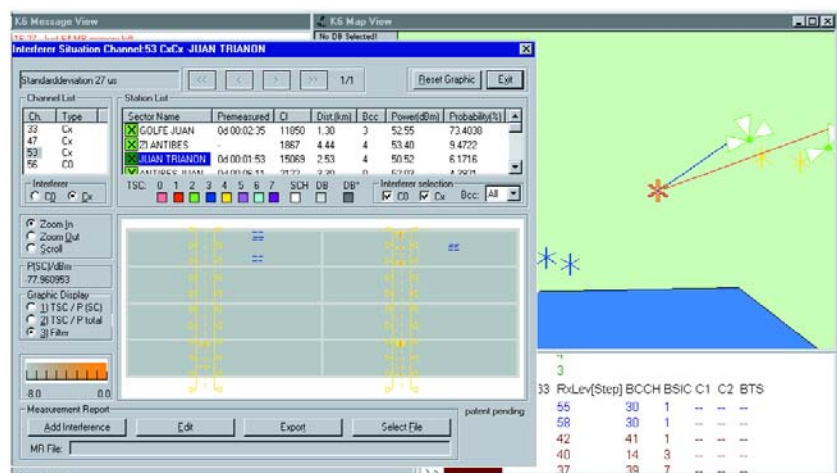 K6 Message View
K6 Map View
No DB Selected!
Interferer Situation Channel:53 CxCx JUAN TRIANON
Standarddeviation 27 us
<< < > >> 1/1
Reset Graphic
Exit
Channel List
Station List
Ch. Type
33 Cx
47 Cx
53 Cx
56 C0
Sector Name Premeasured CI Dist.(km) Bcc Power(dBm) Probability(%)
GOLFE JUAN 0d 00:02:35 11850 1.30 3 52.55 73.4038
ZI ANTIBES - 1867 4.44 4 53.40 9.4722
JUAN TRIANON 0d 00:01:53 15069 2.53 4 50.52 6.1716
Interferer
C0 Cx
TSC: 0 1 2 3 4 5 6 7 SCH DB DB*
Interferer selection
C0 Cx Bcc: All
Zoom In
Zoom Out
Scroll
P(SC)/dBm
-77.960953
Graphic Display
1) TSC / P (SC)
2) TSC / P total
3) Filter
-8.0 0.0
Measurement Report
patent pending
Add Interference
Edit
Export
Select File
MR File:
4
3
33 RxLev[Step] BCCH BSIC C1 C2 BTS
55 30 1 -- -- --
58 30 1 -- -- --
42 41 1 -- -- --
40 14 3 -- -- --
37 39 7 -- -- --